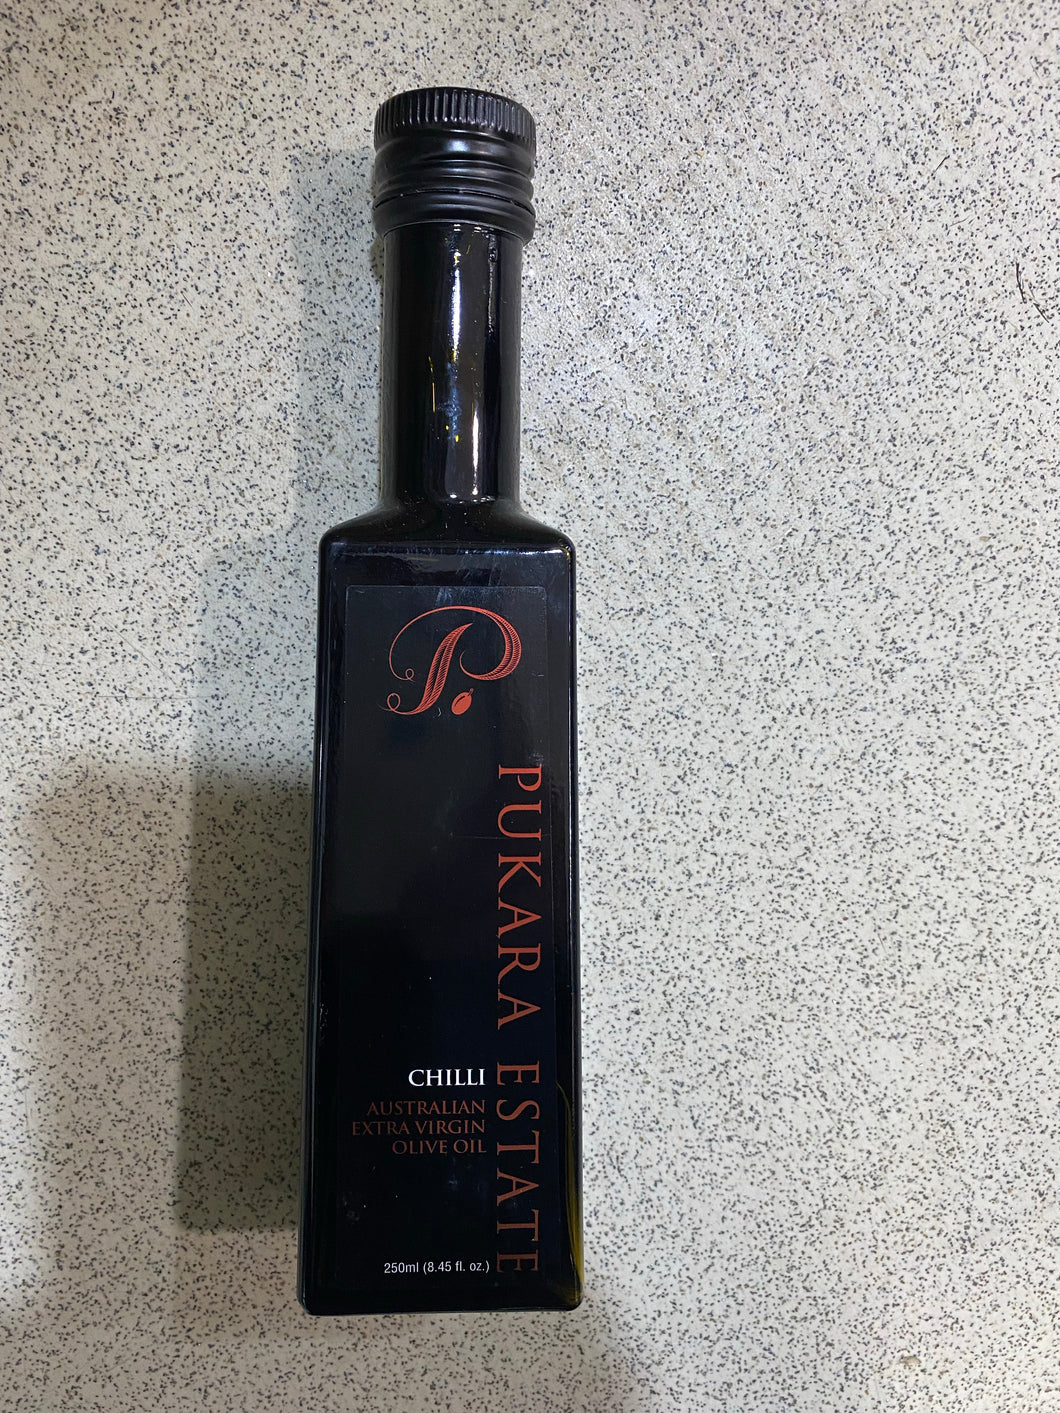 P
PUKARA ESTATE
CHILLI
AUSTRALIAN
EXTRA VIRGIN
OLIVE OIL
250ml (8.45 fl. oz.)